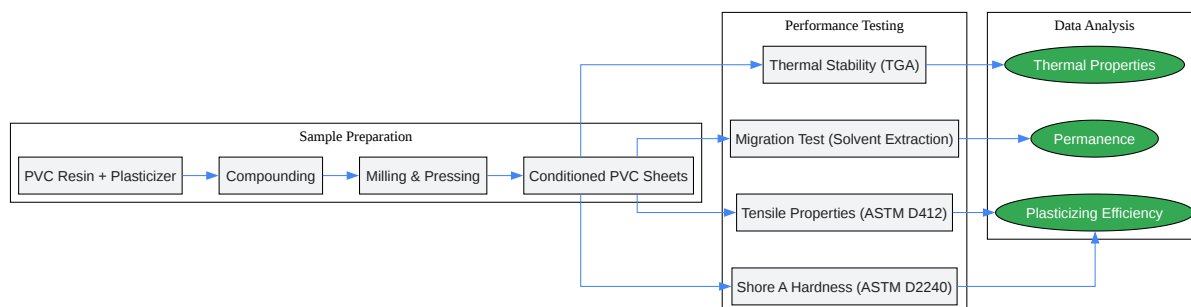 Performance Testing
Data Analysis
Thermal Stability (TGA)
Thermal Properties
Sample Preparation
Migration Test (Solvent Extraction)
Permanence
PVC Resin + Plasticizer
Compounding
Milling & Pressing
Conditioned PVC Sheets
Tensile Properties (ASTM D412)
Plasticizing Efficiency
Shore A Hardness (ASTM D2240)